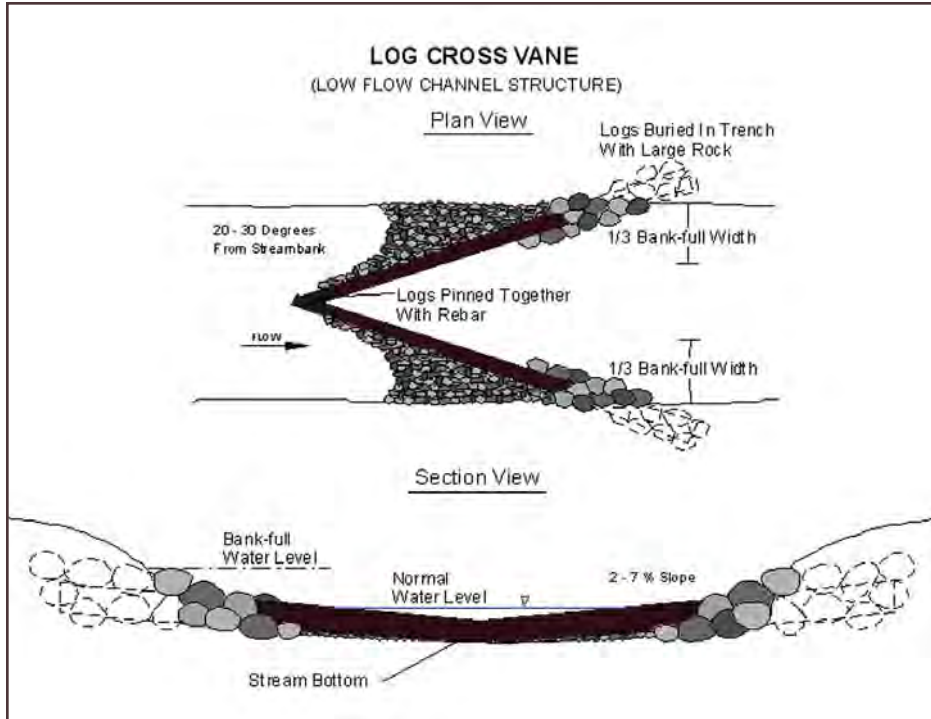 LOG CROSS VANE
(LOW FLOW CHANNEL STRUCTURE)
Plan View
Logs Buried In Trench
With Large Rock
20 - 30 Degrees
From Streambank
1/3 Bank-full Width
Logs Pinned Together
With Rebar
FLOW
1/3 Bank-full Width
Section View
Bank-full
Water Level
Normal
Water Level
2 - 7 % Slope
Stream Bottom